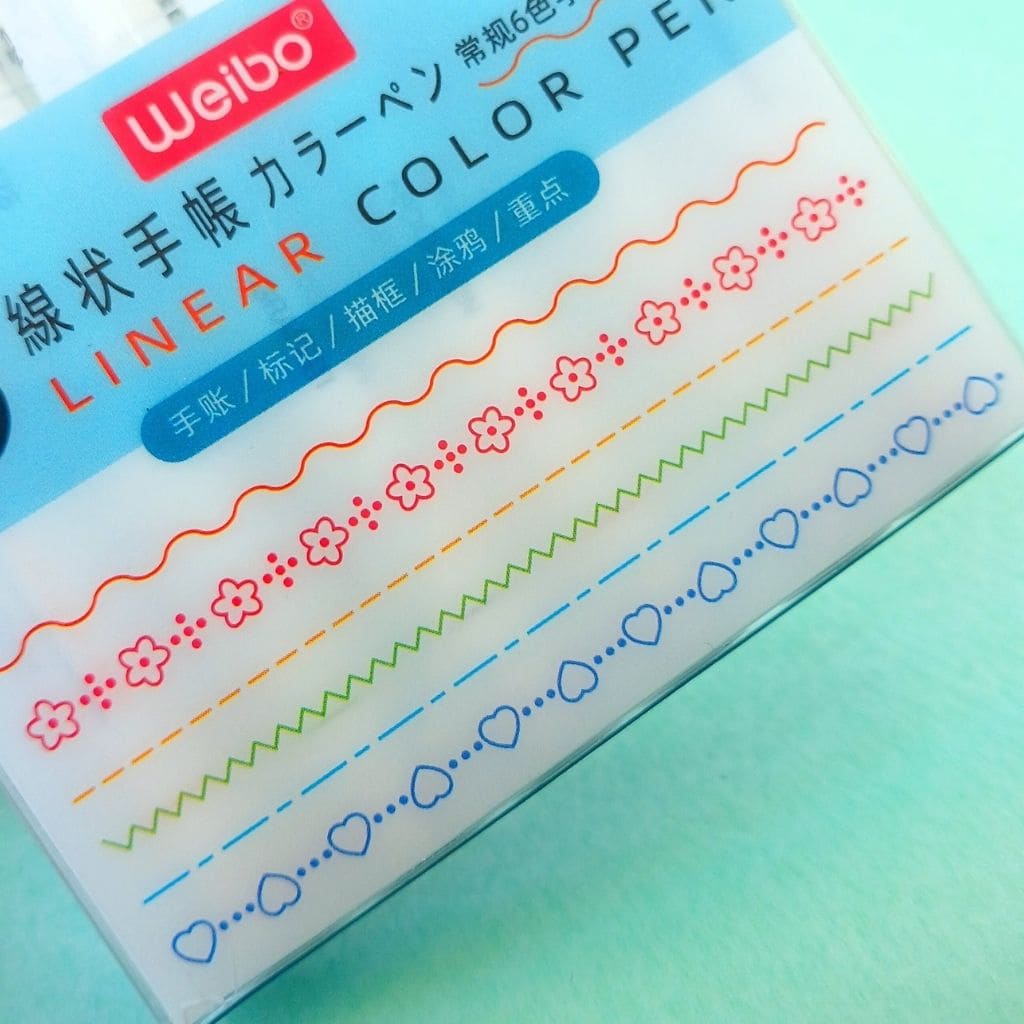 Weibo®
線状手帳カラーペン 常规6色
LINEAR COLOR
手账/标记/描框/涂鸦/重点